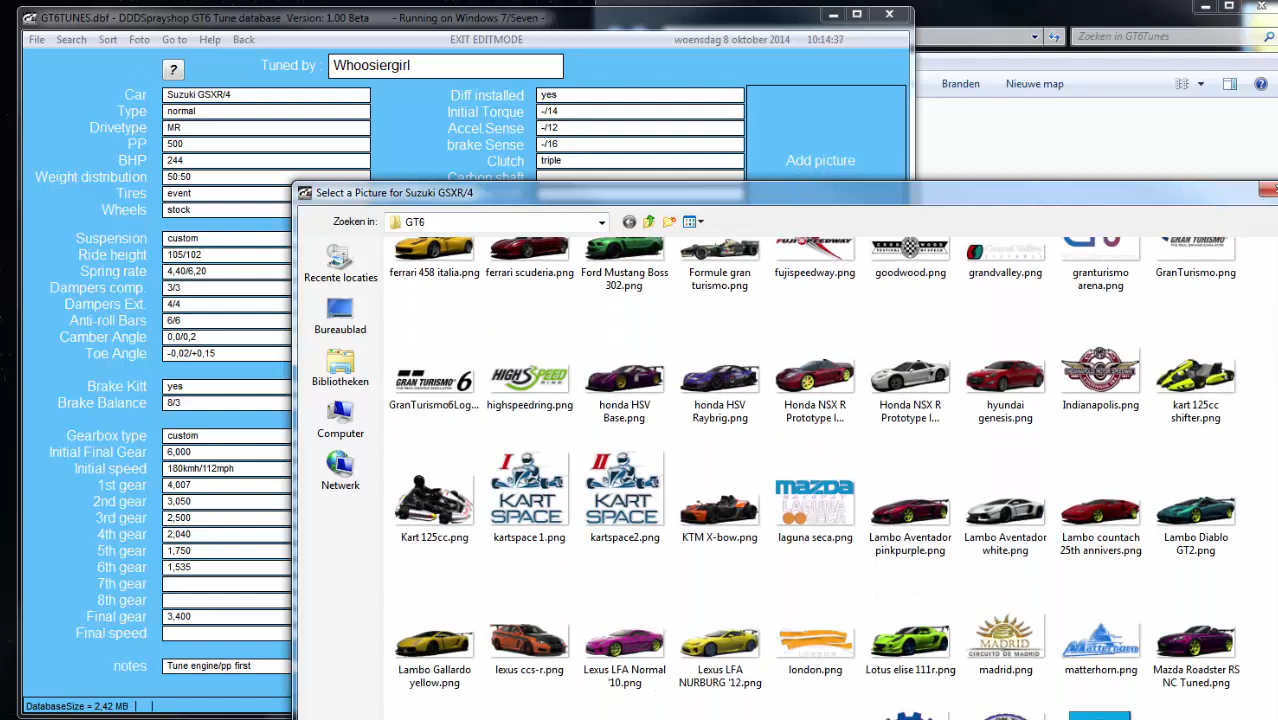 GT6TUNES.dbf - DDDSprayshop GT6 Tune database Version: 1.00 Beta - Running on Windows 7/Seven -
File Search Sort Foto Go to Help Back EXIT EDITMODE woensdag 8 oktober 2014 10:14:37
Zoeken in GT6Tunes
Branden Nieuwe map
? Tuned by : Whoosiergirl
Car Suzuki GSXR/4
Type normal
Drivetype MR
PP 500
BHP 244
Weight distribution 50:50
Tires event
Wheels stock
Diff installed yes
Initial Torque -/14
Accel.Sense -/12
brake Sense -/16
Clutch triple
Carbon shaft
Add picture
Suspension custom
Ride height 105/102
Spring rate 4,40/6,20
Dampers comp. 3/3
Dampers Ext. 4/4
Anti-roll Bars 6/6
Camber Angle 0,0/0,2
Toe Angle -0,02/+0,15
Brake Kitt yes
Brake Balance 8/3
Gearbox type custom
Initial Final Gear 6,000
Initial speed 180kmh/112mph
1st gear 4,007
2nd gear 3,050
3rd gear 2,500
4th gear 2,040
5th gear 1,750
6th gear 1,535
7th gear
8th gear
Final gear 3,400
Final speed
notes Tune engine/pp first
DatabaseSize = 2,42 MB
Select a Picture for Suzuki GSXR/4
Zoeken in: GT6
Recente locaties
Bureaublad
Bibliotheken
Computer
Netwerk
FUJI SPEEDWAY
GRAN TURISMO
ferrari 458 italia.png ferrari scuderia.png Ford Mustang Boss 302.png Formule gran turismo.png fujispeedway.png goodwood.png grandvalley.png granturismo arena.png GranTurismo.png
GRAN TURISMO 6
HIGHSPEED
GranTurismo6Log... highspeedring.png honda HSV Base.png honda HSV Raybrig.png Honda NSX R Prototype I... Honda NSX R Prototype I... hyundai genesis.png Indianapolis.png kart 125cc shifter.png
I KART SPACE
II KART SPACE
mazda
Kart 125cc.png kartspace 1.png kartspace2.png KTM X-bow.png laguna seca.png Lambo Aventador pinkpurple.png Lambo Aventador white.png Lambo countach 25th annivers.png Lambo Diablo GT2.png
MADRID
Matterhorn
Lambo Gallardo yellow.png lexus ccs-r.png Lexus LFA Normal '10.png Lexus LFA NURBURG '12.png london.png Lotus elise 111r.png madrid.png matterhorn.png Mazda Roadster RS NC Tuned.png